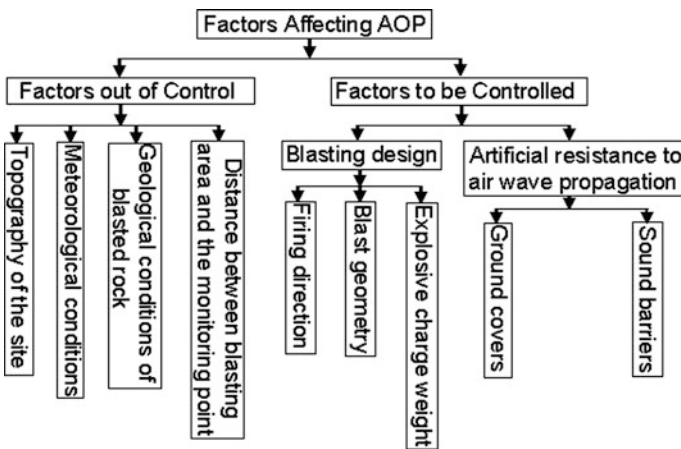 Factors Affecting AOP
Factors out of Control
Factors to be Controlled
Topography of the site
Meteorological conditions
Geological conditions of
blasted rock
Distance between blasting
area and the monitoring point
Blasting design
Artificial resistance to
air wave propagation
Firing direction
Blast geometry
Explosive charge weight
Ground covers
Sound barriers